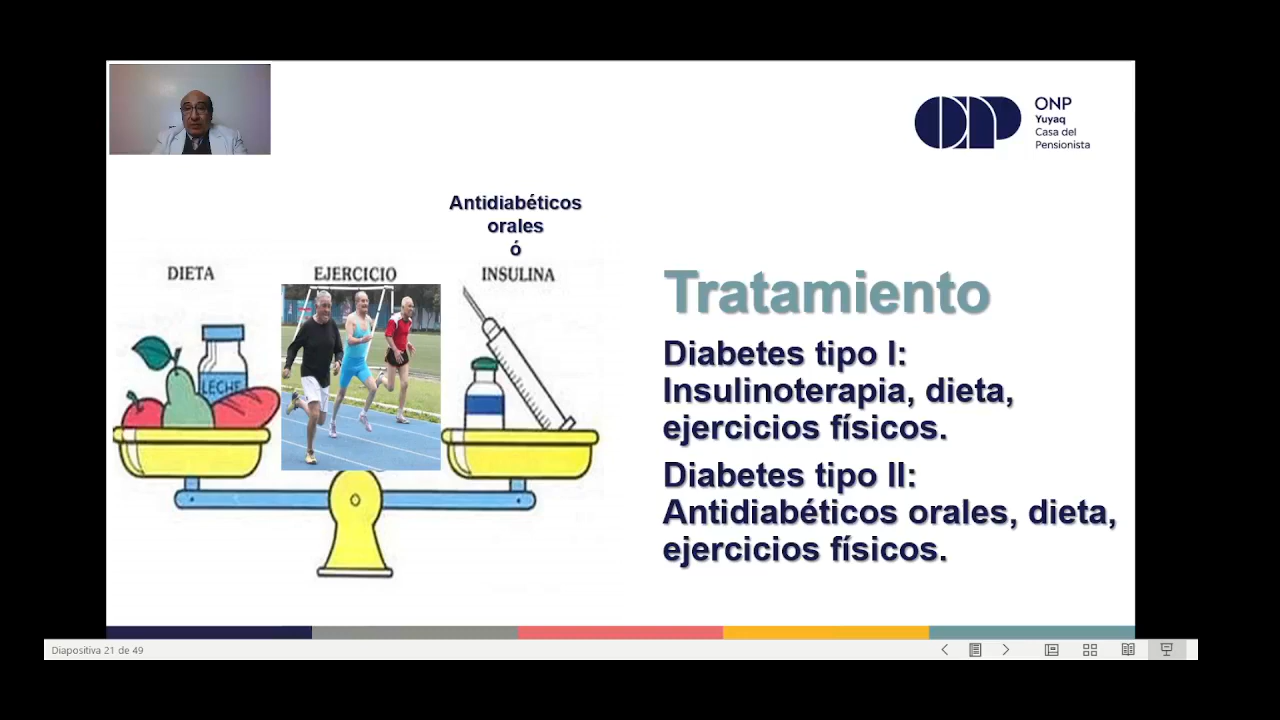 ONP
ONP
Yuyaq
Casa del
Pensionista
Antidiabéticos
orales
ó
DIETA
EJERCICIO
INSULINA
LECHE
Tratamiento
Diabetes tipo I:
Insulinoterapia, dieta,
ejercicios físicos.
Diabetes tipo II:
Antidiabéticos orales, dieta,
ejercicios físicos.
Diapositiva 21 de 49